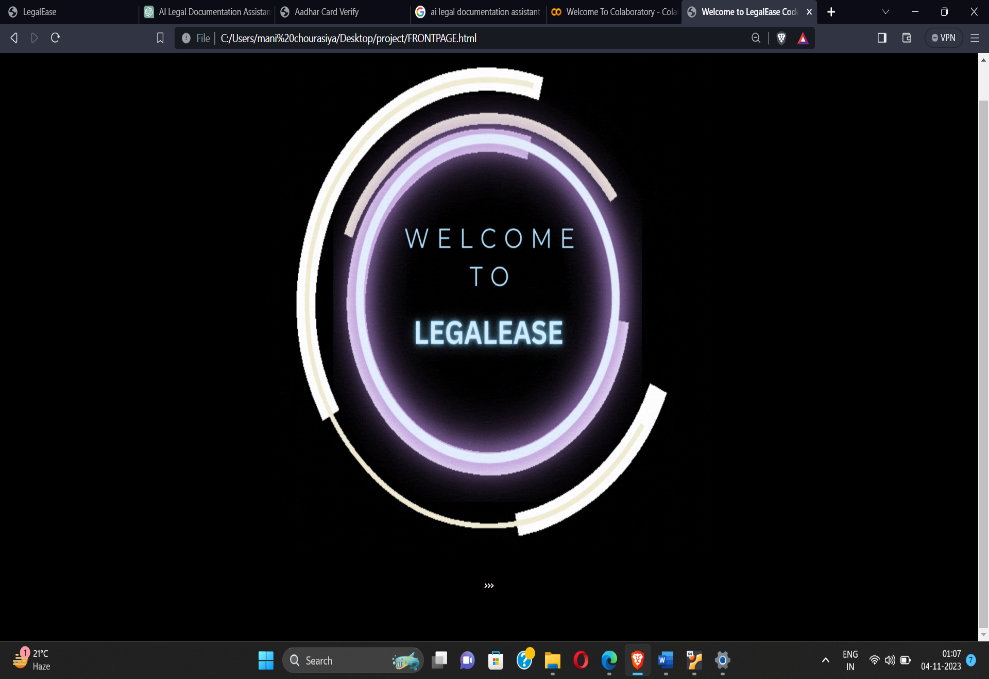 LegalEase
AI Legal Documentation Assistan
Aadhar Card Verify
ai legal documentation assistant -
Welcome To Colaboratory - Cola
Welcome to LegalEase Cod
File
C:/Users/mani%20chourasiya/Desktop/project/FRONTPAGE.html
VPN
WELCOME
TO
LEGALEASE
›››
1
21°C
Haze
Search
ENG
IN
01:07
04-11-2023
7